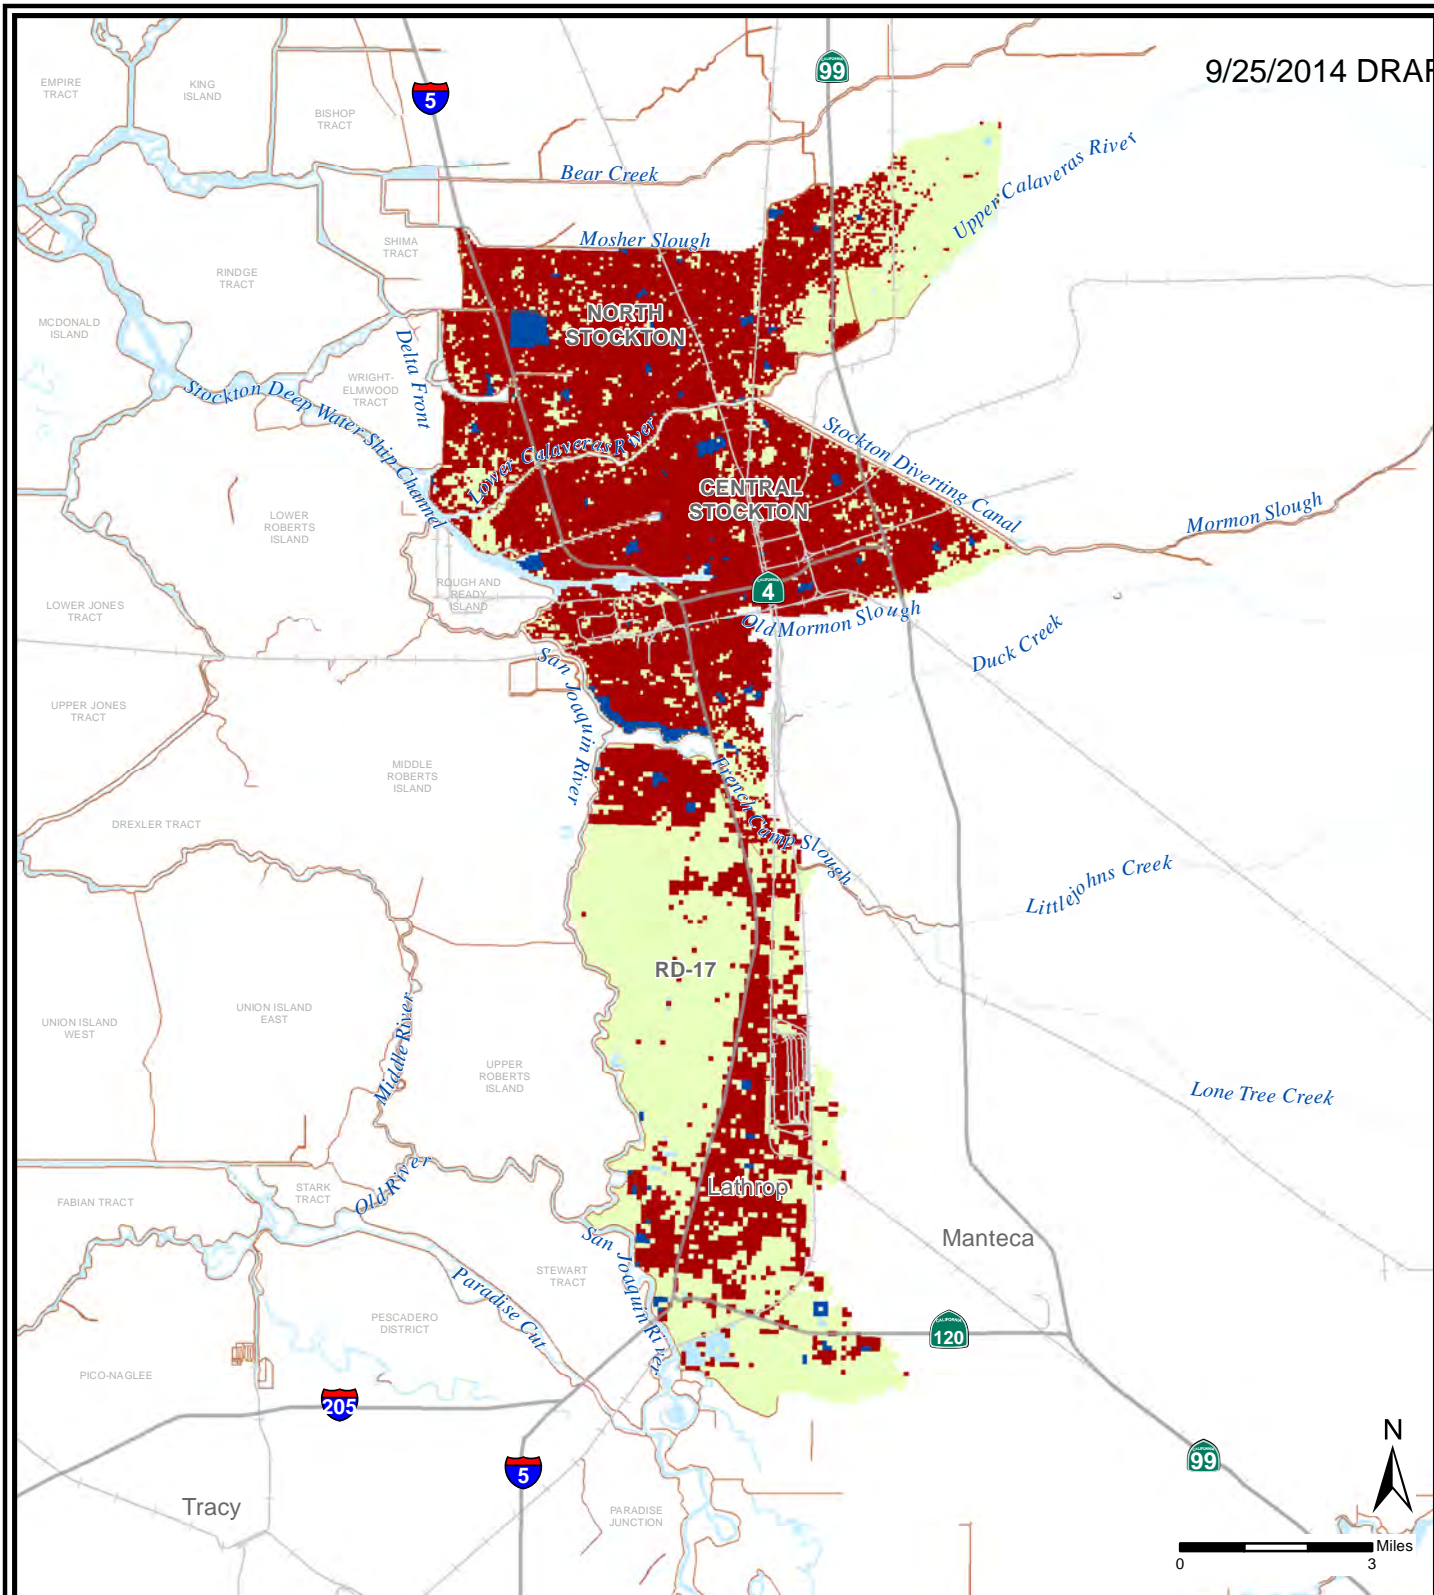 9/25/2014 DRAF
EMPIRE
TRACT
KING
ISLAND
BISHOP
TRACT
5
99
Bear Creek
Upper Calaveras River
SHIMA
TRACT
Mosher Slough
RINDGE
TRACT
MCDONALD
ISLAND
NORTH
STOCKTON
Delta Front
WRIGHT-
ELMWOOD
TRACT
Stockton Deep Water Ship Channel
Lower Calaveras River
Stockton Diverting Canal
CENTRAL
STOCKTON
Mormon Slough
LOWER
ROBERTS
ISLAND
ROUGH AND
READY
ISLAND
CALIFORNIA
4
LOWER JONES
TRACT
Old Mormon Slough
Duck Creek
San Joaquin River
UPPER JONES
TRACT
MIDDLE
ROBERTS
ISLAND
DREXLER TRACT
French Camp Slough
Littlejohns Creek
RD-17
UNION ISLAND
WEST
UNION ISLAND
EAST
Middle River
UPPER
ROBERTS
ISLAND
Lone Tree Creek
FABIAN TRACT
STARK
TRACT
Old River
Lathrop
Manteca
San Joaquin River
STEWART
TRACT
Paradise Cut
PESCADERO
DISTRICT
CALIFORNIA
120
PICO-NAGLEE
205
5
CALIFORNIA
99
N
Tracy
PARADISE
JUNCTION
Miles
0 3